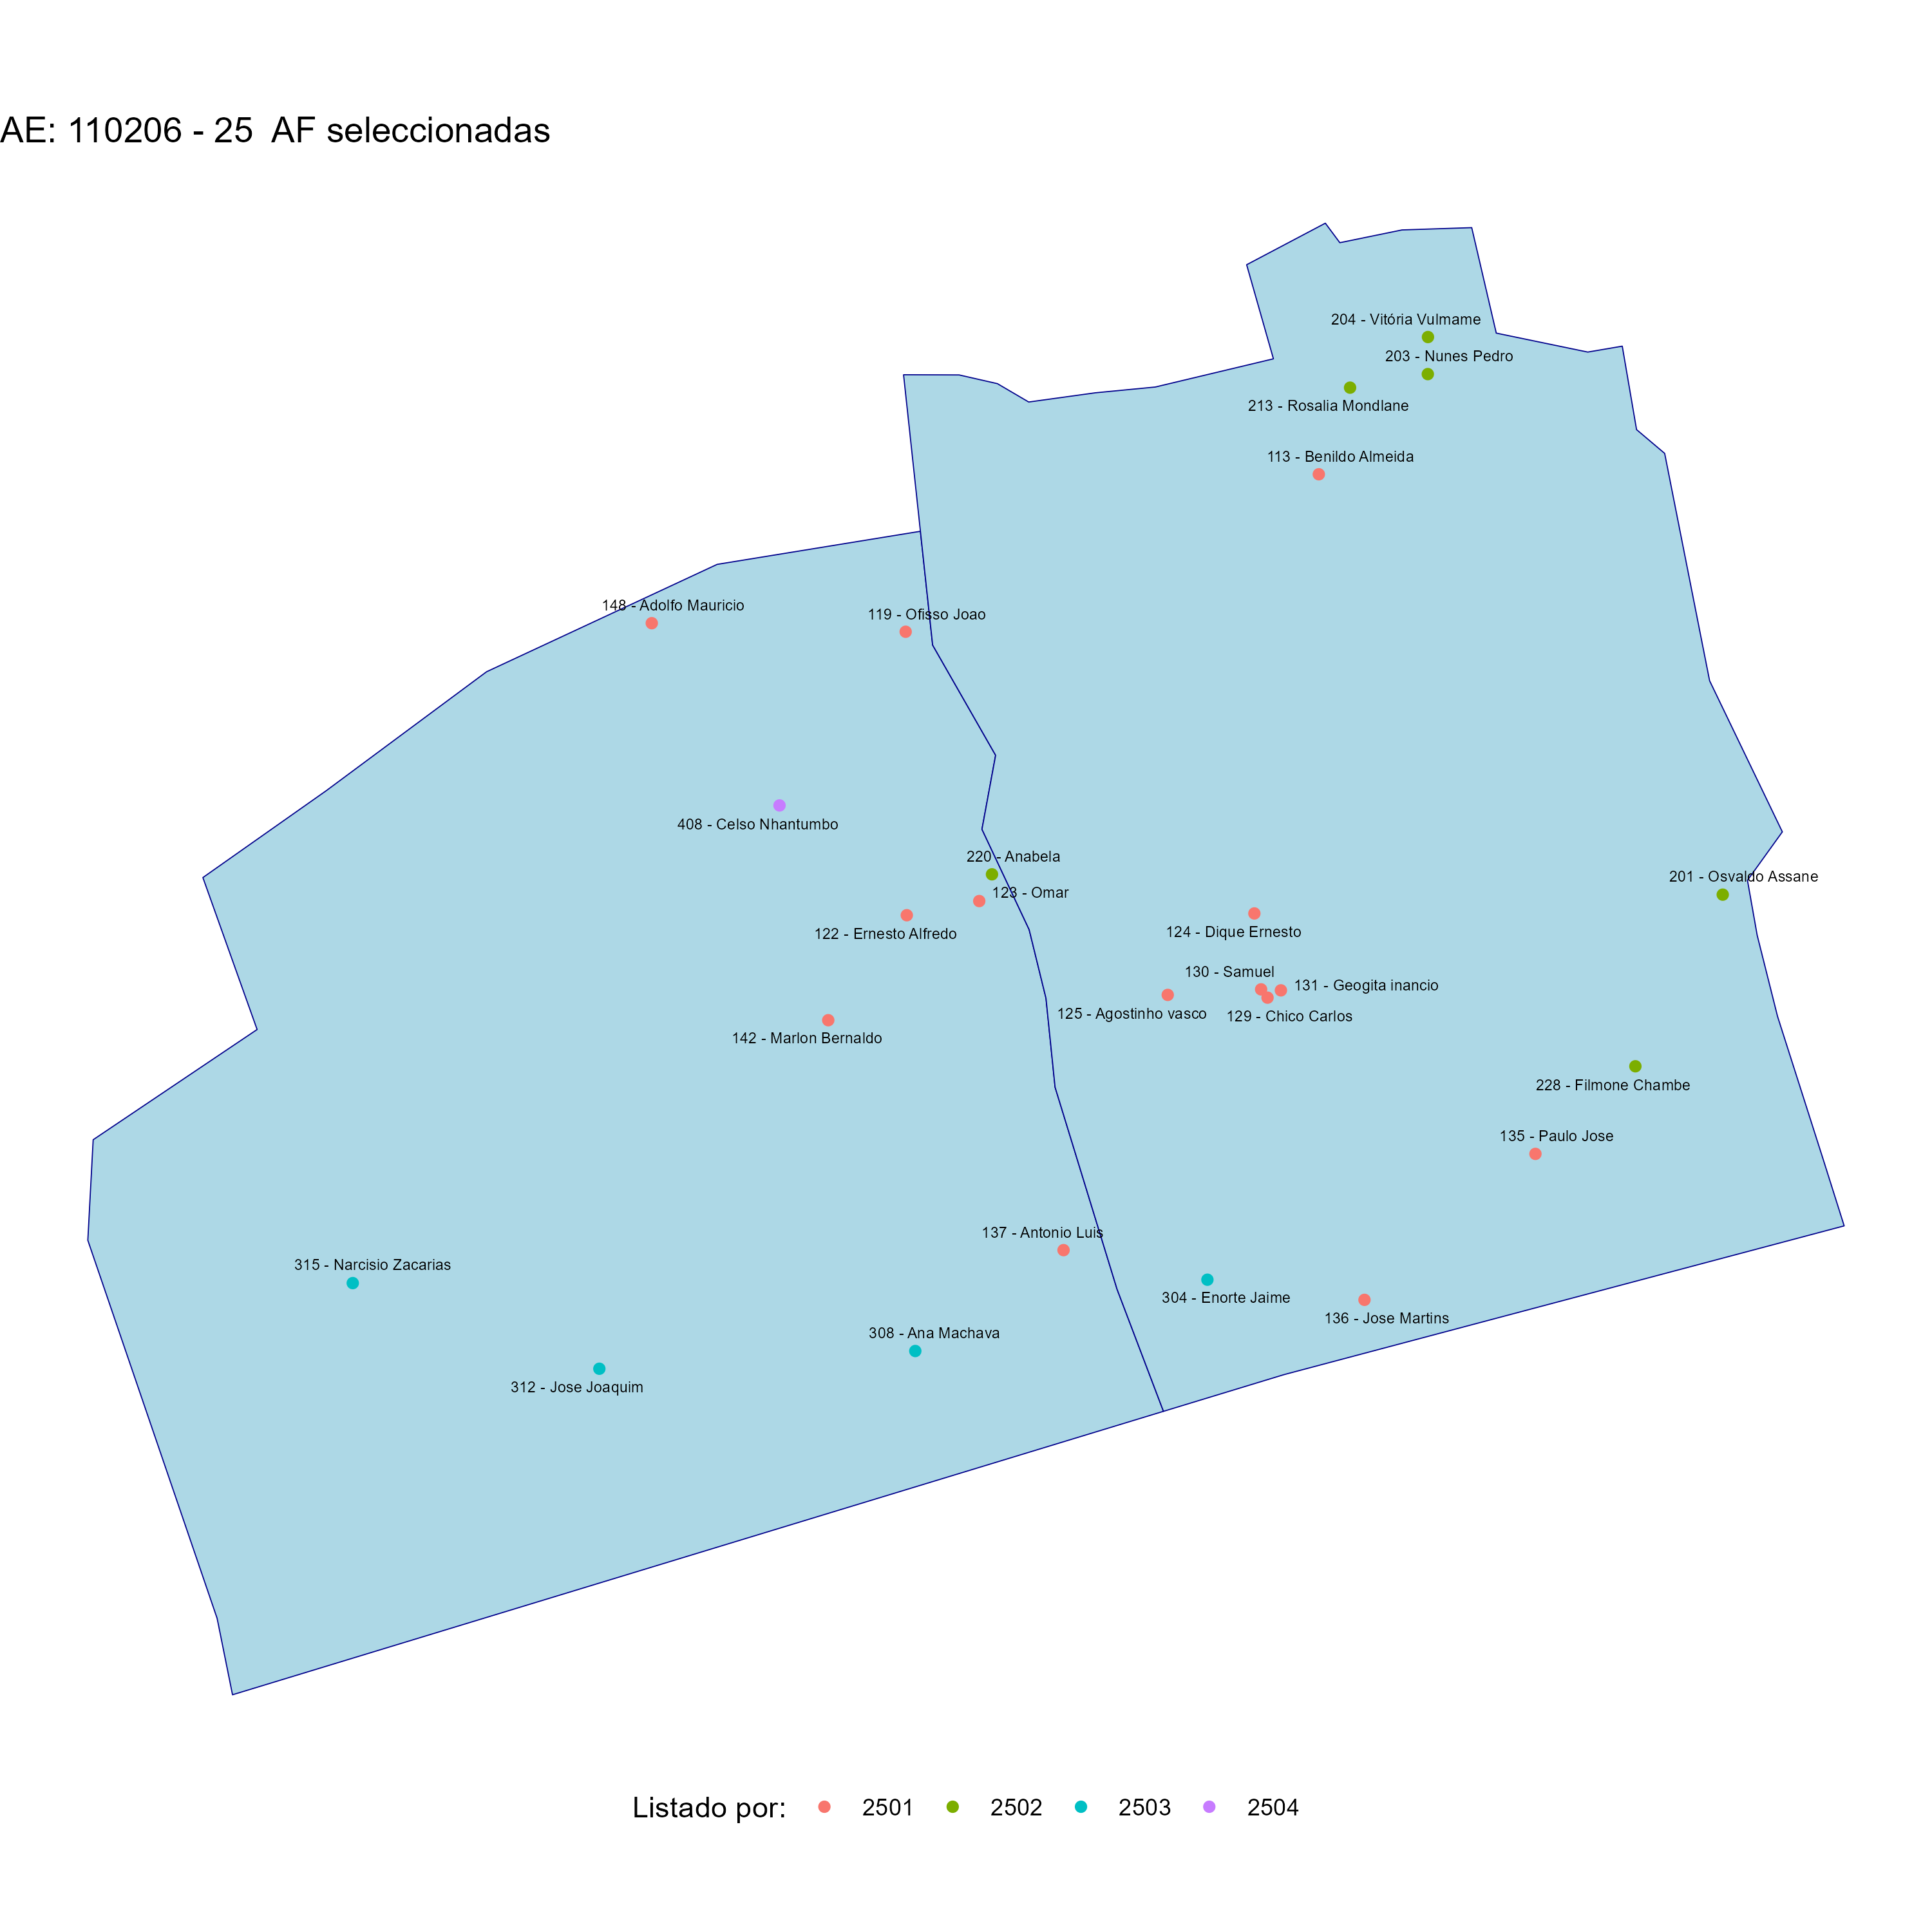 AE: 110206 - 25  AF seleccionadas
204 - Vitória Vulmame
203 - Nunes Pedro
213 - Rosalia Mondlane
113 - Benildo Almeida
148 - Adolfo Mauricio
119 - Ofisso Joao
408 - Celso Nhantumbo
220 - Anabela
201 - Osvaldo Assane
123 - Omar
122 - Ernesto Alfredo
124 - Dique Ernesto
130 - Samuel
131 - Geogita inancio
125 - Agostinho vasco
129 - Chico Carlos
142 - Marlon Bernaldo
228 - Filmone Chambe
135 - Paulo Jose
137 - Antonio Luis
315 - Narcisio Zacarias
304 - Enorte Jaime
136 - Jose Martins
308 - Ana Machava
312 - Jose Joaquim
Listado por: 2501 2502 2503 2504